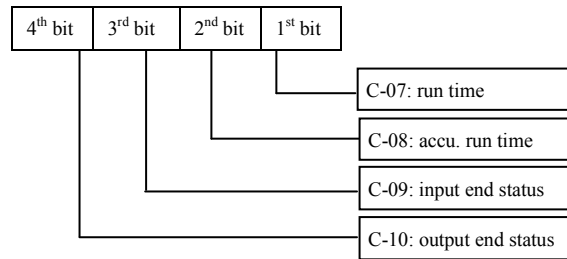 4th bit 3rd bit 2nd bit 1st bit
C-07: run time
C-08: accu. run time
C-09: input end status
C-10: output end status